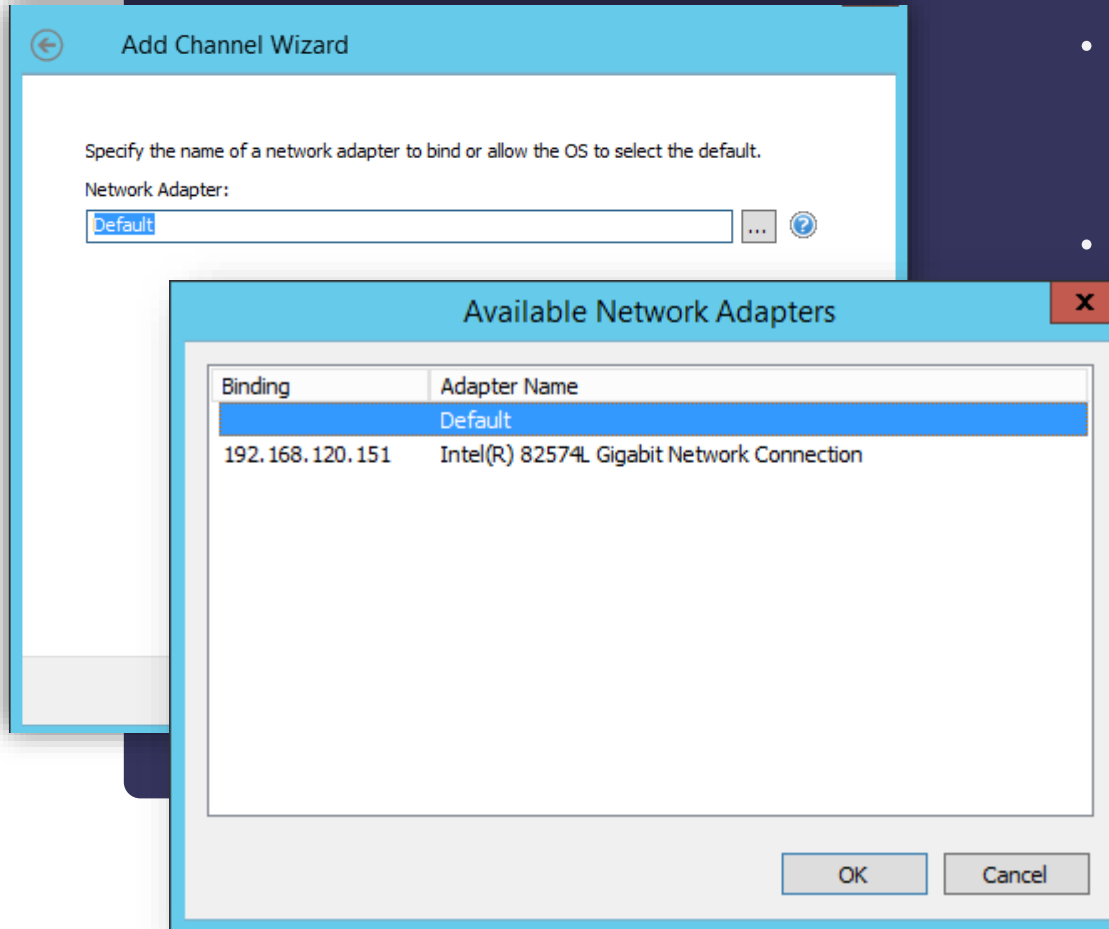 Add Channel Wizard
Specify the name of a network adapter to bind or allow the OS to select the default.
Network Adapter:
Default
...
?
Available Network Adapters
x
Binding Adapter Name
Default
192.168.120.151 Intel(R) 82574L Gigabit Network Connection
OK Cancel